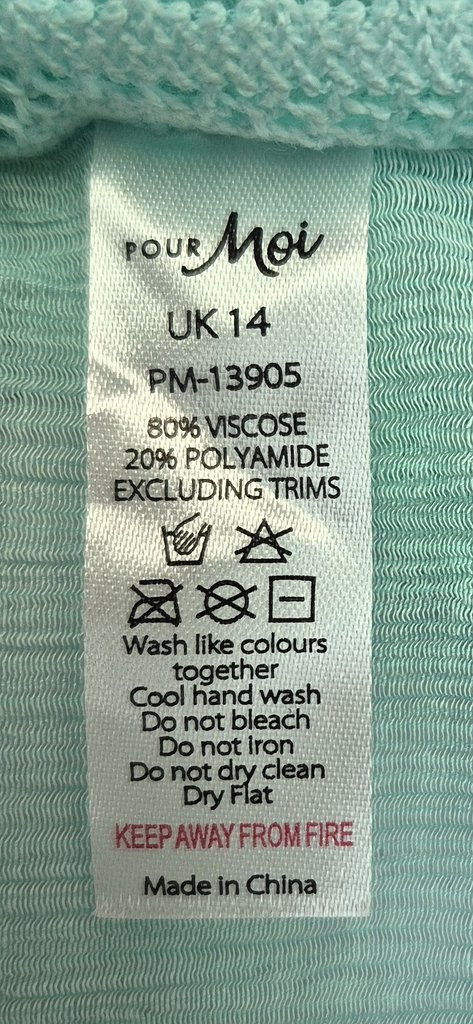 POUR Moi
UK 14
PM-13905
80% VISCOSE
20% POLYAMIDE
EXCLUDING TRIMS
Wash like colours
together
Cool hand wash
Do not bleach
Do not iron
Do not dry clean
Dry Flat
KEEP AWAY FROM FIRE
Made in China